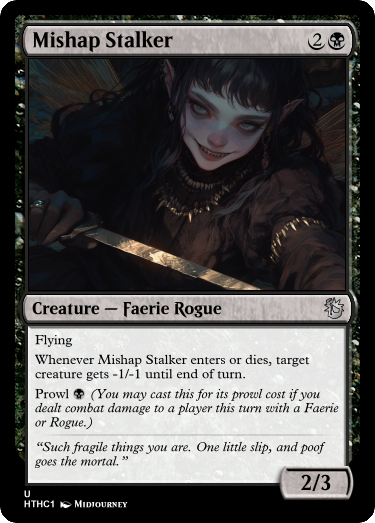 Mishap Stalker 2
Creature — Faerie Rogue
Flying
Whenever Mishap Stalker enters or dies, target
creature gets -1/-1 until end of turn.
Prowl (You may cast this for its prowl cost if you
dealt combat damage to a player this turn with a Faerie
or Rogue.)
“Such fragile things you are. One little slip, and poof
goes the mortal.”
2/3
U
HTHC1 Midjourney